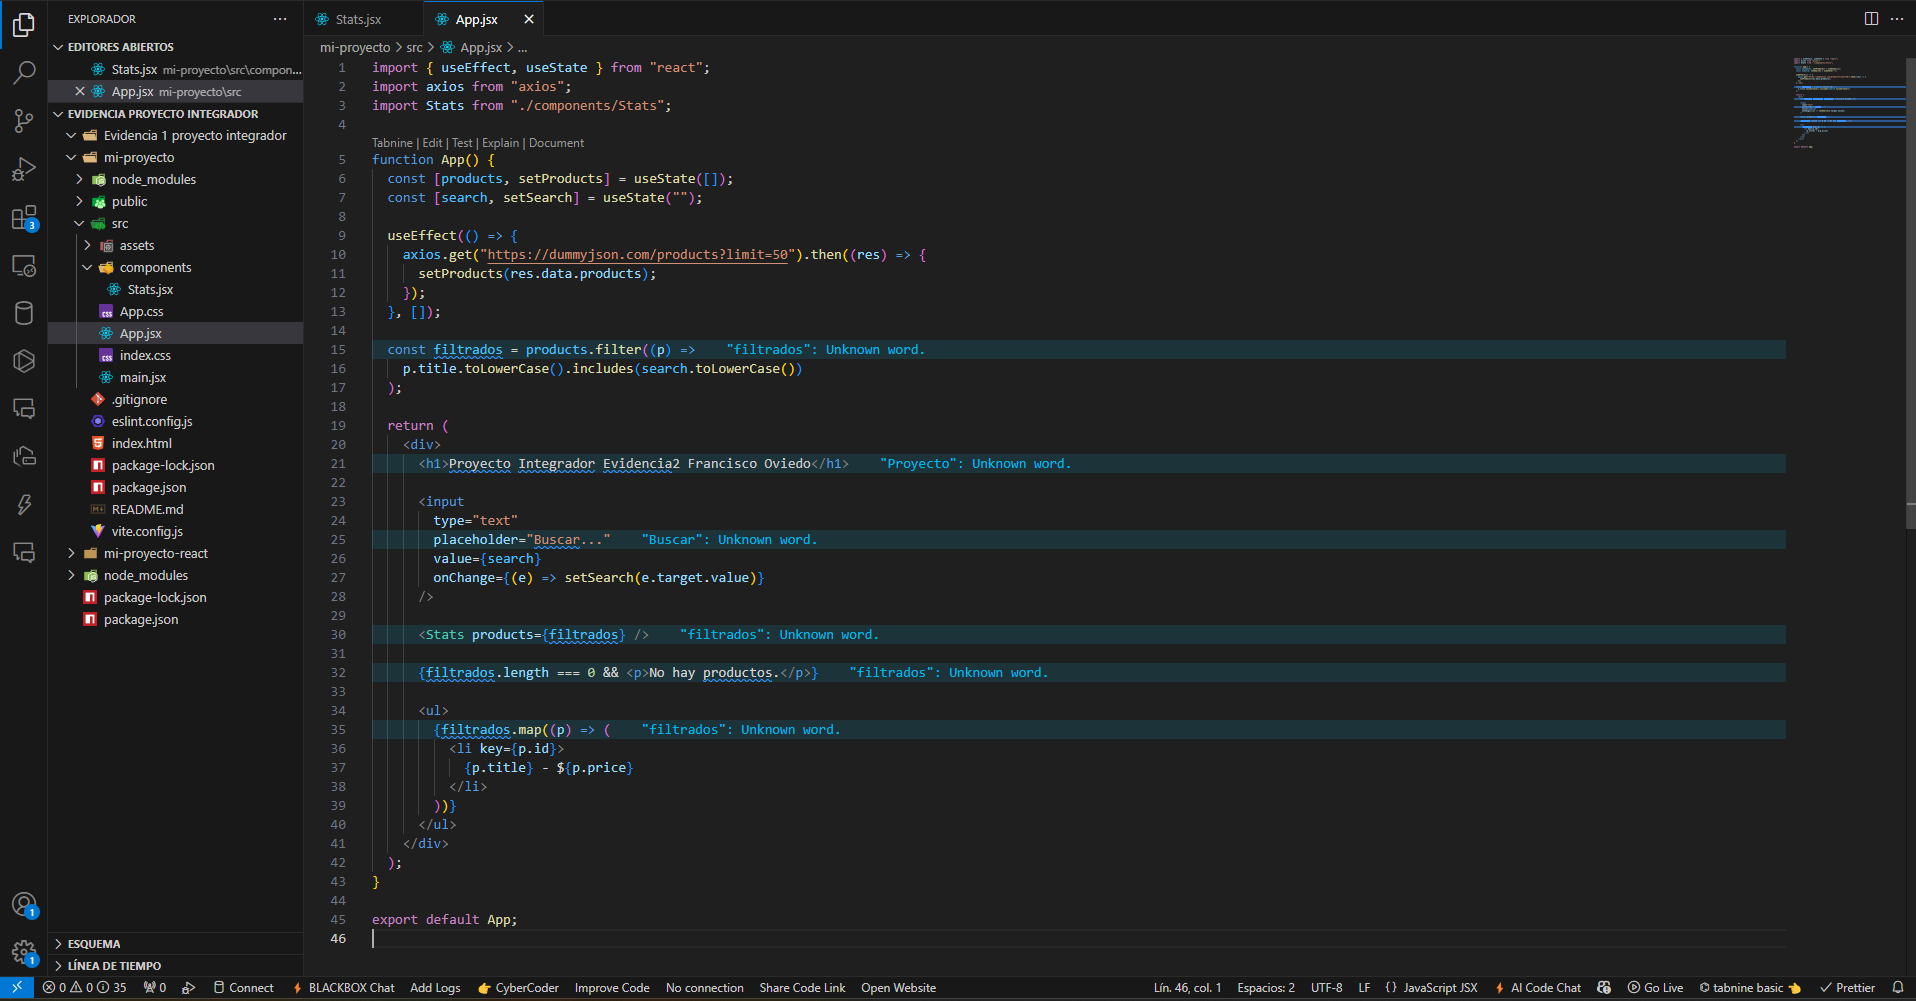 EXPLORADOR
EDITORES ABIERTOS
Stats.jsx mi-proyecto\src\compon...
App.jsx mi-proyecto\src
EVIDENCIA PROYECTO INTEGRADOR
Evidencia 1 proyecto integrador
mi-proyecto
node_modules
public
src
assets
components
Stats.jsx
App.css
App.jsx
index.css
main.jsx
.gitignore
eslint.config.js
index.html
package-lock.json
package.json
README.md
vite.config.js
mi-proyecto-react
node_modules
package-lock.json
package.json
ESQUEMA
LÍNEA DE TIEMPO
3
1
1
Stats.jsx
App.jsx
mi-proyecto > src > App.jsx > ...
1 import { useEffect, useState } from "react";
2 import axios from "axios";
3 import Stats from "./components/Stats";
4
Tabnine | Edit | Test | Explain | Document
5 function App() {
6 const [products, setProducts] = useState([]);
7 const [search, setSearch] = useState("");
8
9 useEffect(() => {
10 axios.get("https://dummyjson.com/products?limit=50").then((res) => {
11 setProducts(res.data.products);
12 });
13 }, []);
14
15 const filtrados = products.filter((p) => "filtrados": Unknown word.
16 p.title.toLowerCase().includes(search.toLowerCase())
17 );
18
19 return (
20 <div>
21 <h1>Proyecto Integrador Evidencia2 Francisco Oviedo</h1> "Proyecto": Unknown word.
22
23 <input
24 type="text"
25 placeholder="Buscar..." "Buscar": Unknown word.
26 value={search}
27 onChange={(e) => setSearch(e.target.value)}
28 />
29
30 <Stats products={filtrados} /> "filtrados": Unknown word.
31
32 {filtrados.length === 0 && <p>No hay productos.</p>} "filtrados": Unknown word.
33
34 <ul>
35 {filtrados.map((p) => ( "filtrados": Unknown word.
36 <li key={p.id}>
37 {p.title} - ${p.price}
38 </li>
39 ))}
40 </ul>
41 </div>
42 );
43 }
44
45 export default App;
46
0 0 35 0 Connect BLACKBOX Chat Add Logs CyberCoder Improve Code No connection Share Code Link Open Website Lín. 46, col. 1 Espacios: 2 UTF-8 LF {} JavaScript JSX AI Code Chat Go Live tabnine basic Prettier